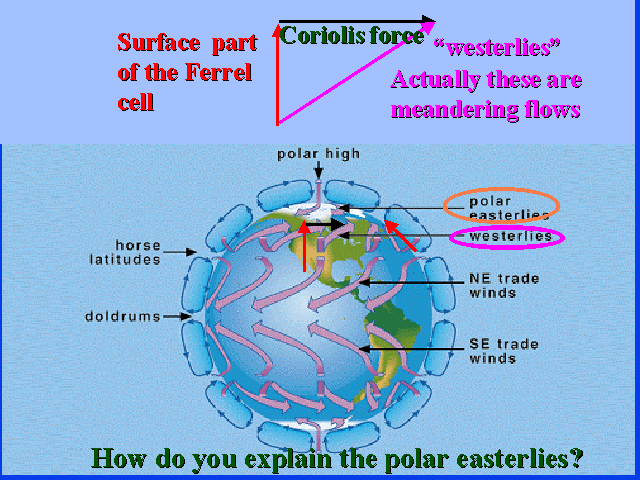 Surface part
of the Ferrel
cell
Coriolis force
“westerlies”
Actually these are
meandering flows
polar high
polar
easterlies
westerlies
horse
latitudes
NE trade
winds
doldrums
SE trade
winds
How do you explain the polar easterlies?